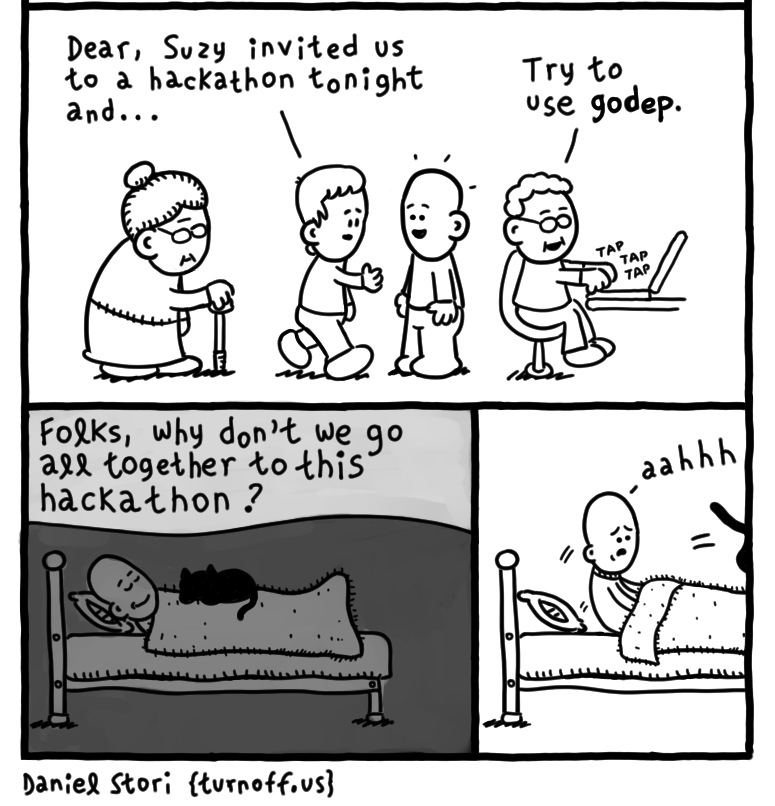 Dear, Suzy invited us
to a hackathon tonight
and...
Try to
use godep.
TAP
TAP
TAP
Folks, why don't we go
all together to this
hackathon?
aahhh
Daniel Stori {turnoff.us}